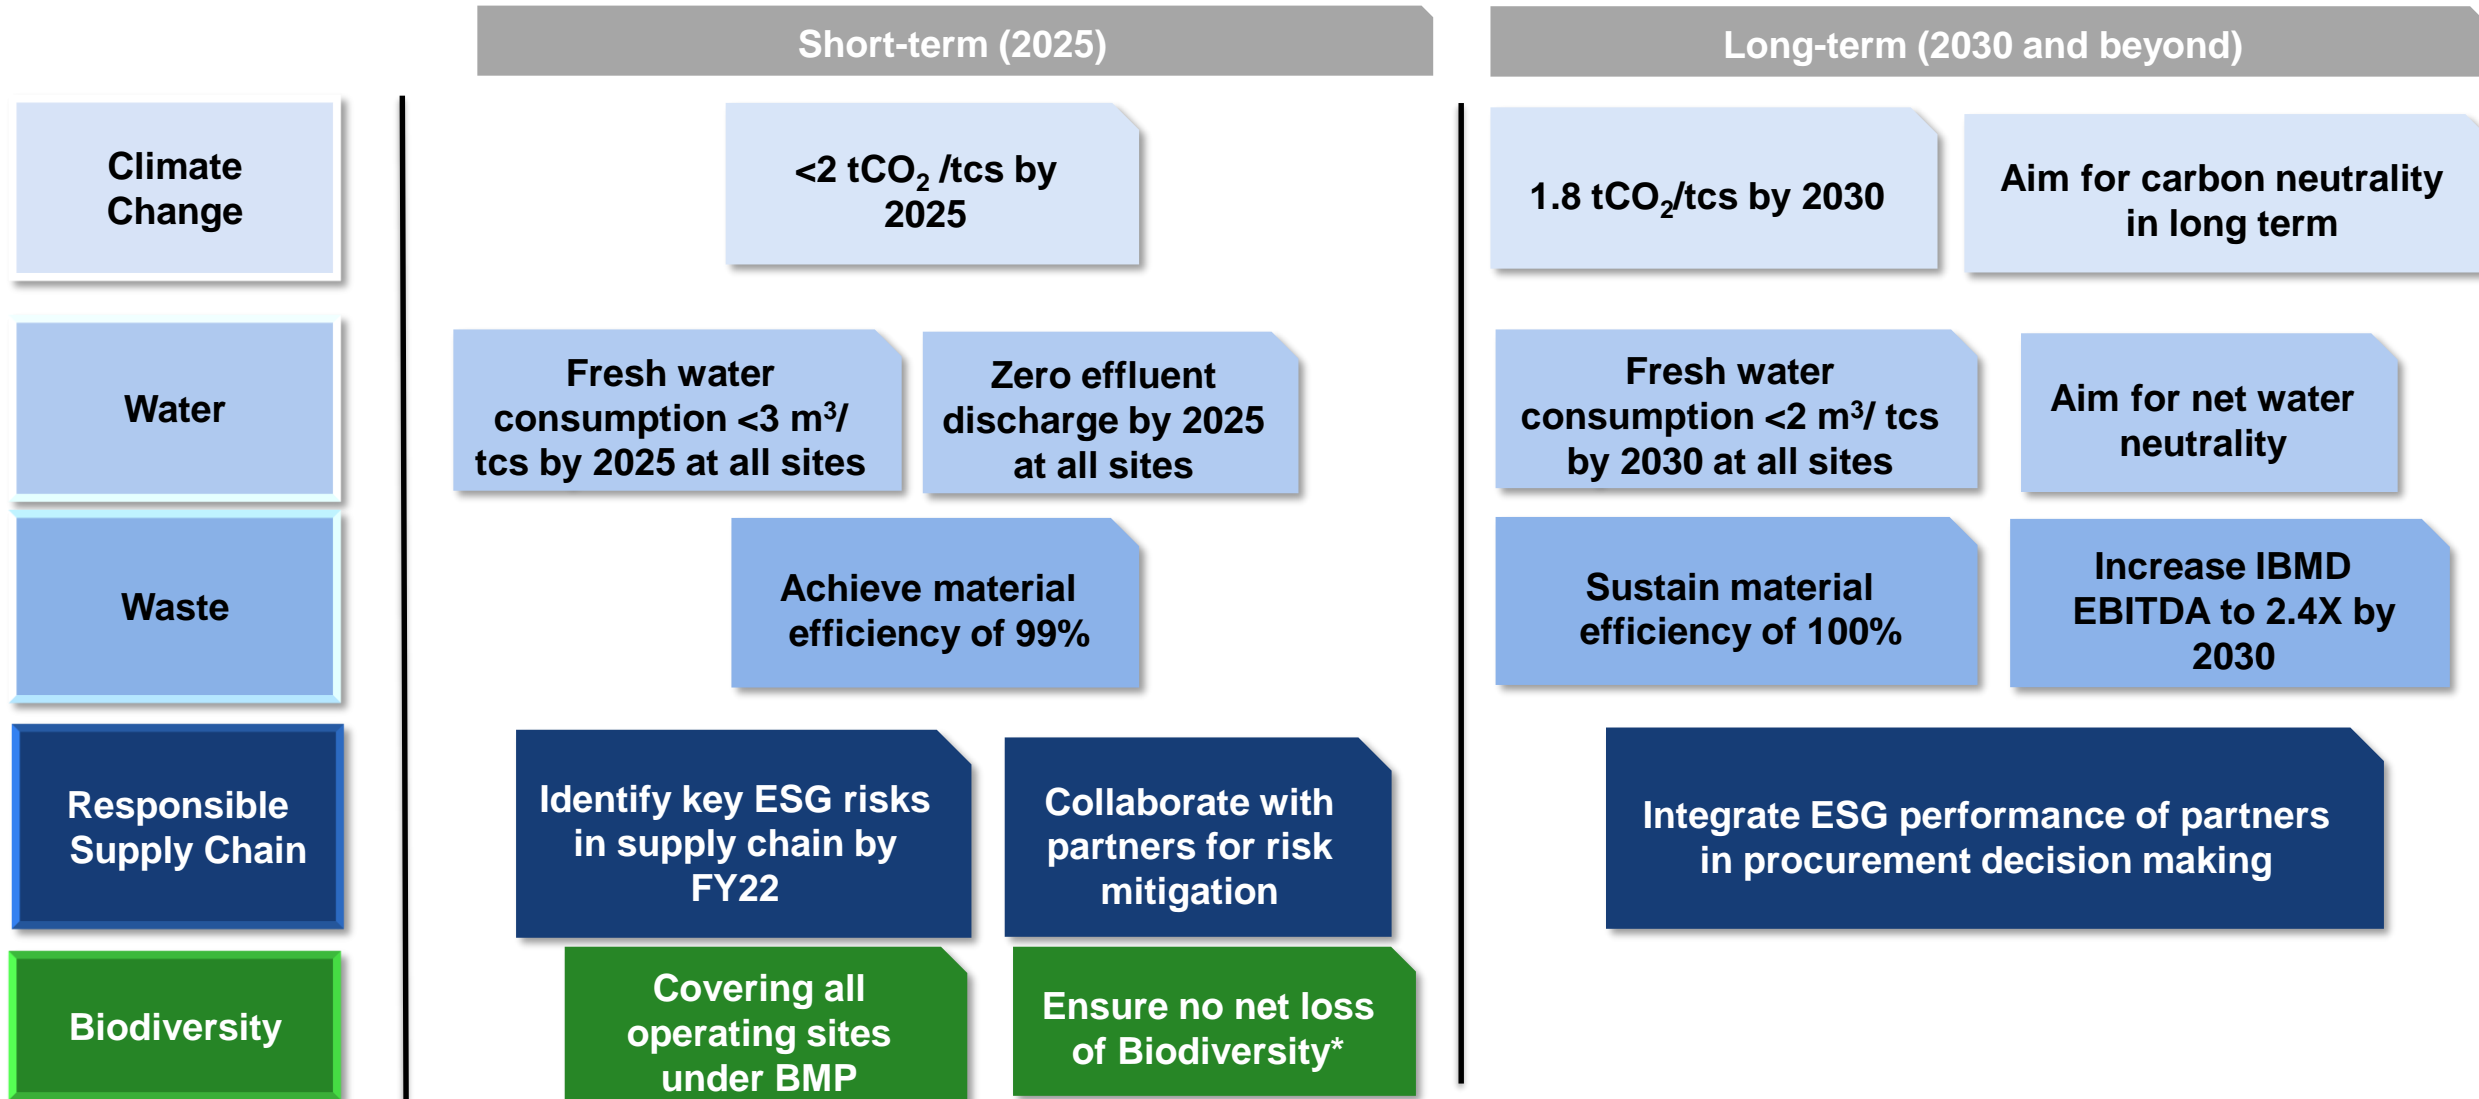 Short-term (2025)
Long-term (2030 and beyond)
Climate
Change
<2 tCO₂ /tcs by
2025
1.8 tCO₂/tcs by 2030
Aim for carbon neutrality
in long term
Water
Fresh water
consumption <3 m³/
tcs by 2025 at all sites
Zero effluent
discharge by 2025
at all sites
Fresh water
consumption <2 m³/ tcs
by 2030 at all sites
Aim for net water
neutrality
Waste
Achieve material
efficiency of 99%
Sustain material
efficiency of 100%
Increase IBMD
EBITDA to 2.4X by
2030
Responsible
Supply Chain
Identify key ESG risks
in supply chain by
FY22
Collaborate with
partners for risk
mitigation
Integrate ESG performance of partners
in procurement decision making
Biodiversity
Covering all
operating sites
under BMP
Ensure no net loss
of Biodiversity*